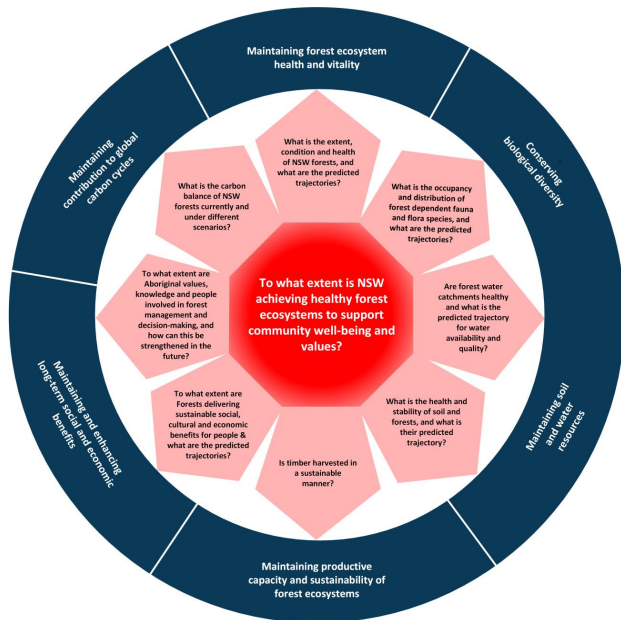 Maintaining forest ecosystem
health and vitality
Conserving
biological diversity
Maintaining soil
and water
resources
Maintaining productive
capacity and sustainability of
forest ecosystems
Maintaining and enhancing
long-term social and economic
benefits
Maintaining
contribution to global
carbon cycles
What is the extent,
condition and health
of NSW forests, and
what are the predicted
trajectories?
What is the occupancy
and distribution of
forest dependent fauna
and flora species, and
what are the predicted
trajectories?
Are forest water
catchments healthy
and what is the
predicted trajectory
for water
availability and
quality?
What is the health and
stability of soil and
forests, and what is
their predicted
trajectory?
Is timber harvested in
a sustainable
manner?
To what extent are
Forests delivering
sustainable social,
cultural and economic
benefits for people &
what are the predicted
trajectories?
To what extent are
Aboriginal values,
knowledge and people
involved in forest
management and
decision-making, and
how can this be
strengthened in the
future?
What is the carbon
balance of NSW
forests currently and
under different
scenarios?
To what extent is NSW
achieving healthy forest
ecosystems to support
community well-being and
values?